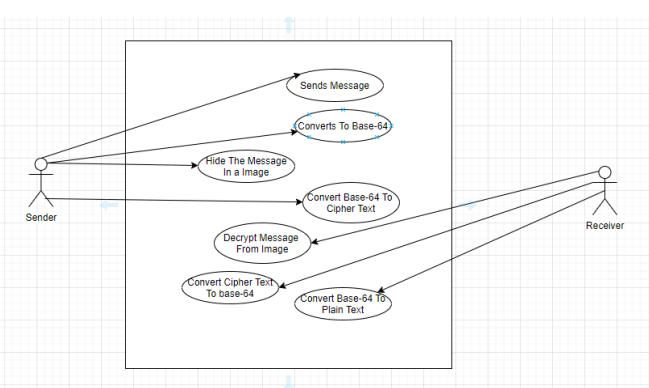 Sends Message
Converts To Base-64
Hide The Message
In a Image
Convert Base-64 To
Cipher Text
Sender
Receiver
Decrypt Message
From Image
Convert Cipher Text
To base-64
Convert Base-64 To
Plain Text